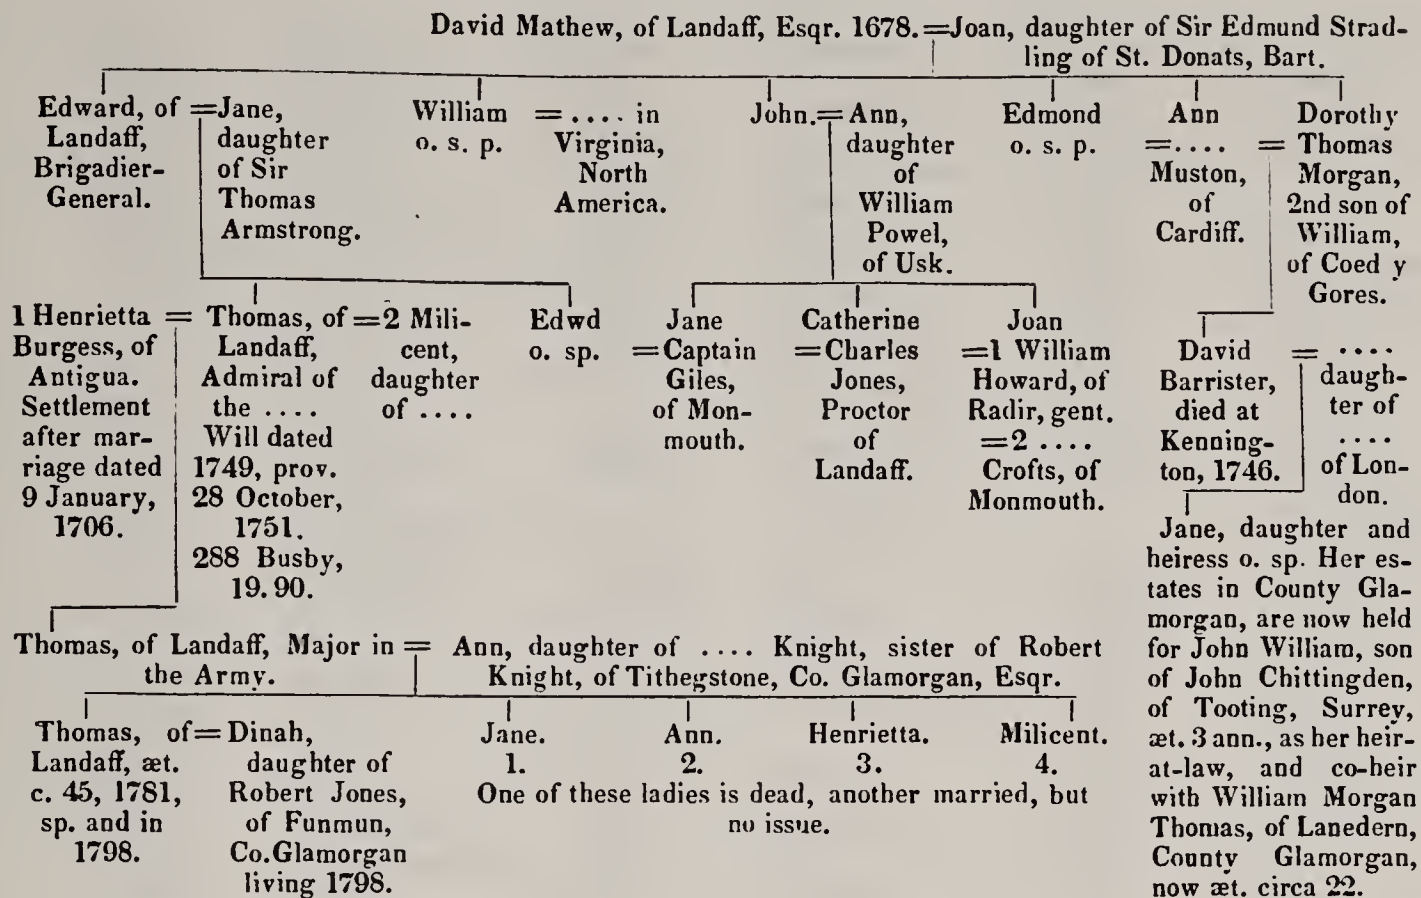 David Mathew, of Landaff, Esqr. 1678.=Joan, daughter of Sir Edmund Strad-
ling of St. Donats, Bart.
Edward, of
Landaff,
Brigadier-
General.
=Jane,
daughter
of Sir
Thomas
Armstrong.
William
o. s. p.
= .... in
Virginia,
North
America.
John.= Ann,
daughter
of
William
Powel,
of Usk.
Edmond
o. s. p.
Ann
=....
Muston,
of
Cardiff.
Dorothy
= Thomas
Morgan,
2nd son of
William,
of Coed y
Gores.
1 Henrietta =
Burgess, of
Antigua.
Settlement
after mar-
riage dated
9 January,
1706.
Thomas, of
Landaff,
Admiral of
the ....
Will dated
1749, prov.
28 October,
1751.
288 Busby,
19. 90.
=2 Mili-
cent,
daughter
of ....
Edwd
o. sp.
Jane
=Captain
Giles,
of Mon-
mouth.
Catherine
=Charles
Jones,
Proctor
of
Landaff.
Joan
=1 William
Howard, of
Radir, gent.
=2 ....
Crofts, of
Monmouth.
David
Barrister,
died at
Kenning-
ton, 1746.
= ....
daugh-
ter of
....
of Lon-
don.
Jane, daughter and
heiress o. sp. Her es-
tates in County Gla-
morgan, are now held
for John William, son
of John Chittingden,
of Tooting, Surrey,
æt. 3 ann., as her heir-
at-law, and co-heir
with William Morgan
Thomas, of Lanedern,
County Glamorgan,
now æt. circa 22.
Thomas, of Landaff, Major in =
the Army.
Ann, daughter of .... Knight, sister of Robert
Knight, of Tithegstone, Co. Glamorgan, Esqr.
Thomas, of
Landaff, æt.
c. 45, 1781,
sp. and in
1798.
= Dinah,
daughter of
Robert Jones,
of Funmun,
Co. Glamorgan
living 1798.
Jane.
1.
Ann.
2.
Henrietta.
3.
Milicent.
4.
One of these ladies is dead, another married, but
no issue.